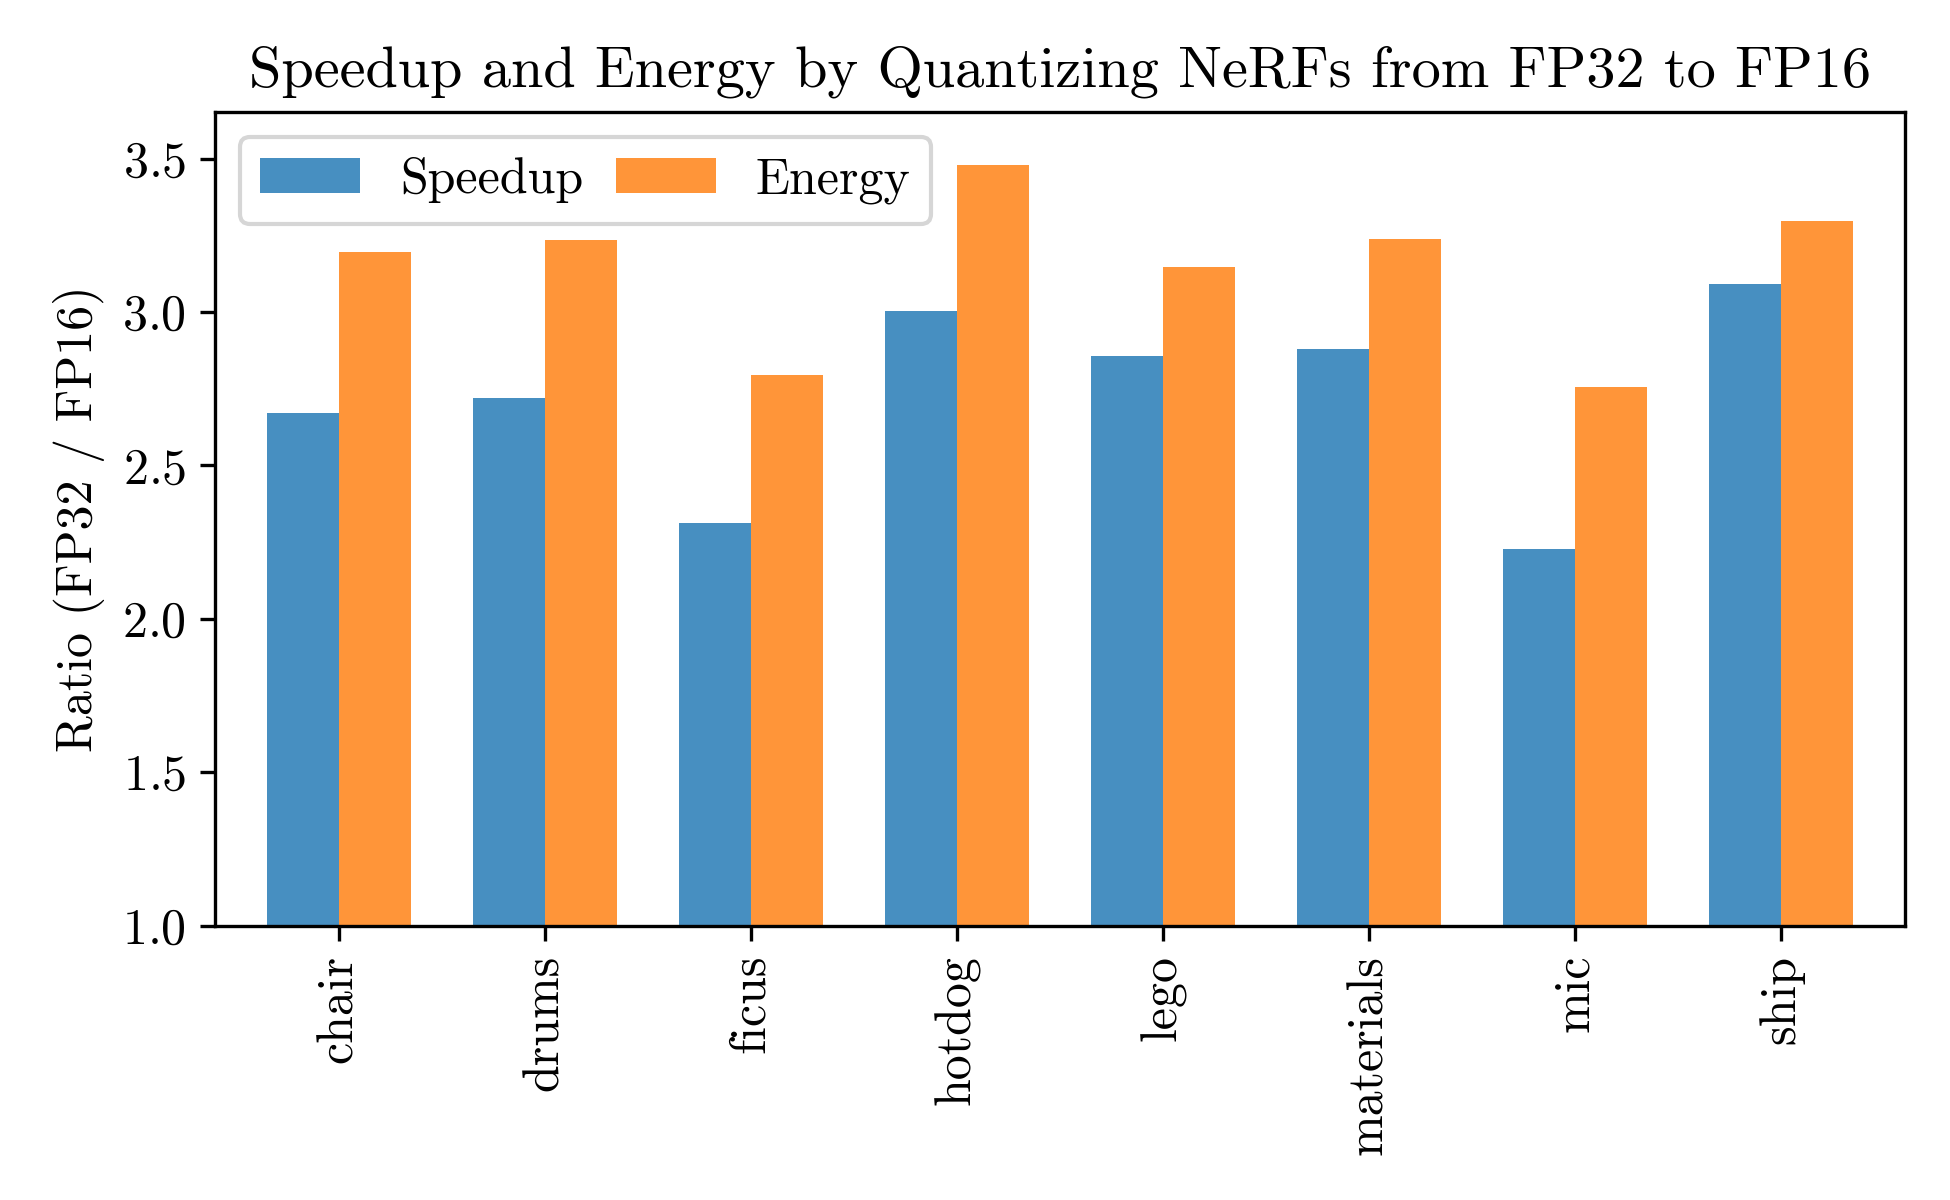 Speedup and Energy by Quantizing NeRFs from FP32 to FP16
Speedup Energy
Ratio (FP32 / FP16)
3.5
3.0
2.5
2.0
1.5
1.0
chair drums ficus hotdog lego materials mic ship